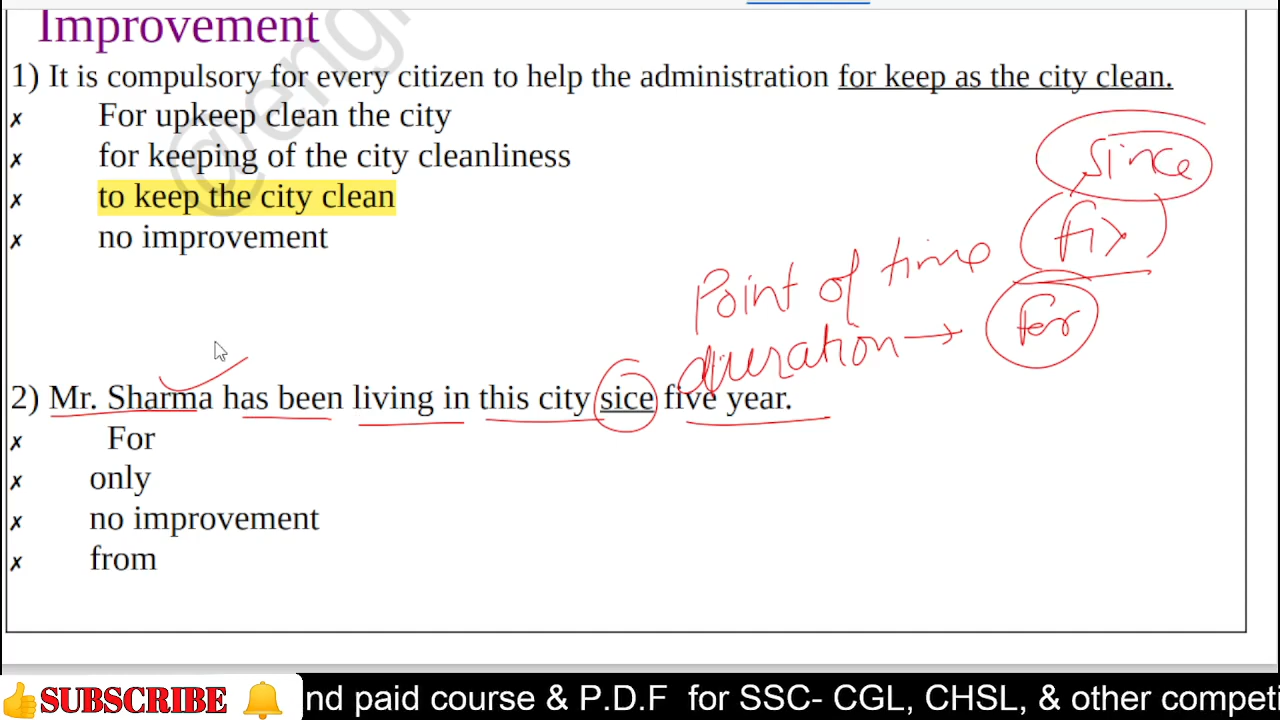 Improvement
@engl
1) It is compulsory for every citizen to help the administration for keep as the city clean.
✗ For upkeep clean the city
✗ for keeping of the city cleanliness
✗ to keep the city clean
✗ no improvement
since
(fix)
Point of time
duration → for
2) Mr. Sharma has been living in this city sice five year.
✗ For
✗ only
✗ no improvement
✗ from
👍SUBSCRIBE 🔔 nd paid course & P.D.F for SSC- CGL, CHSL, & other competi